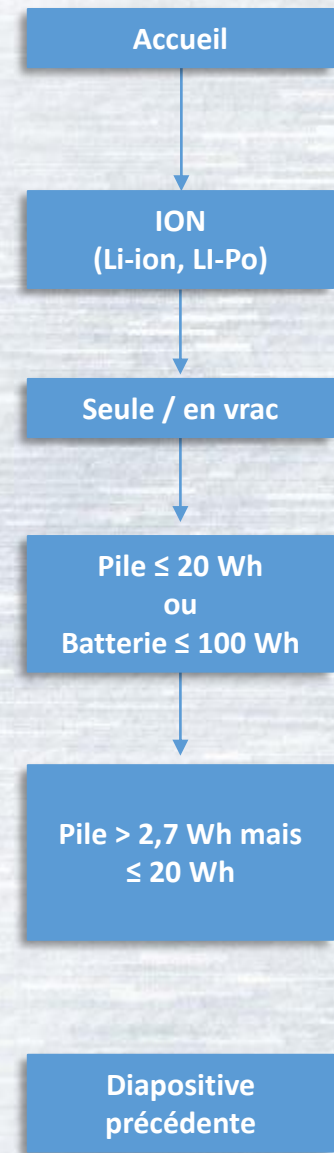 Accueil
ION
(Li-ion, LI-Po)
Seule / en vrac
Pile ≤ 20 Wh
ou
Batterie ≤ 100 Wh
Pile > 2,7 Wh mais
≤ 20 Wh
Diapositive
précédente